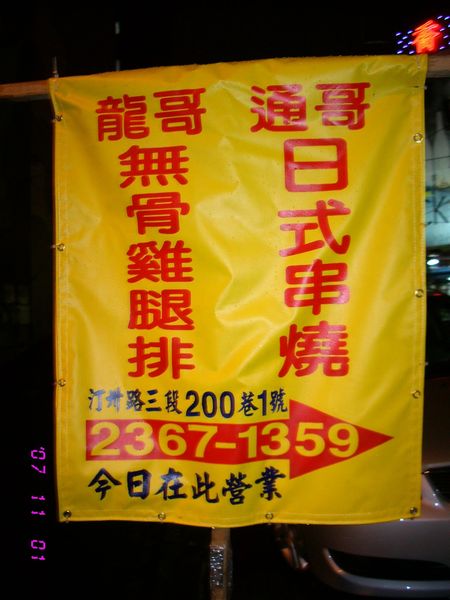 通哥
日式串燒
龍哥
無骨雞腿排
汀州路三段200巷1號
2367-1359
今日在此營業
'07 11 01